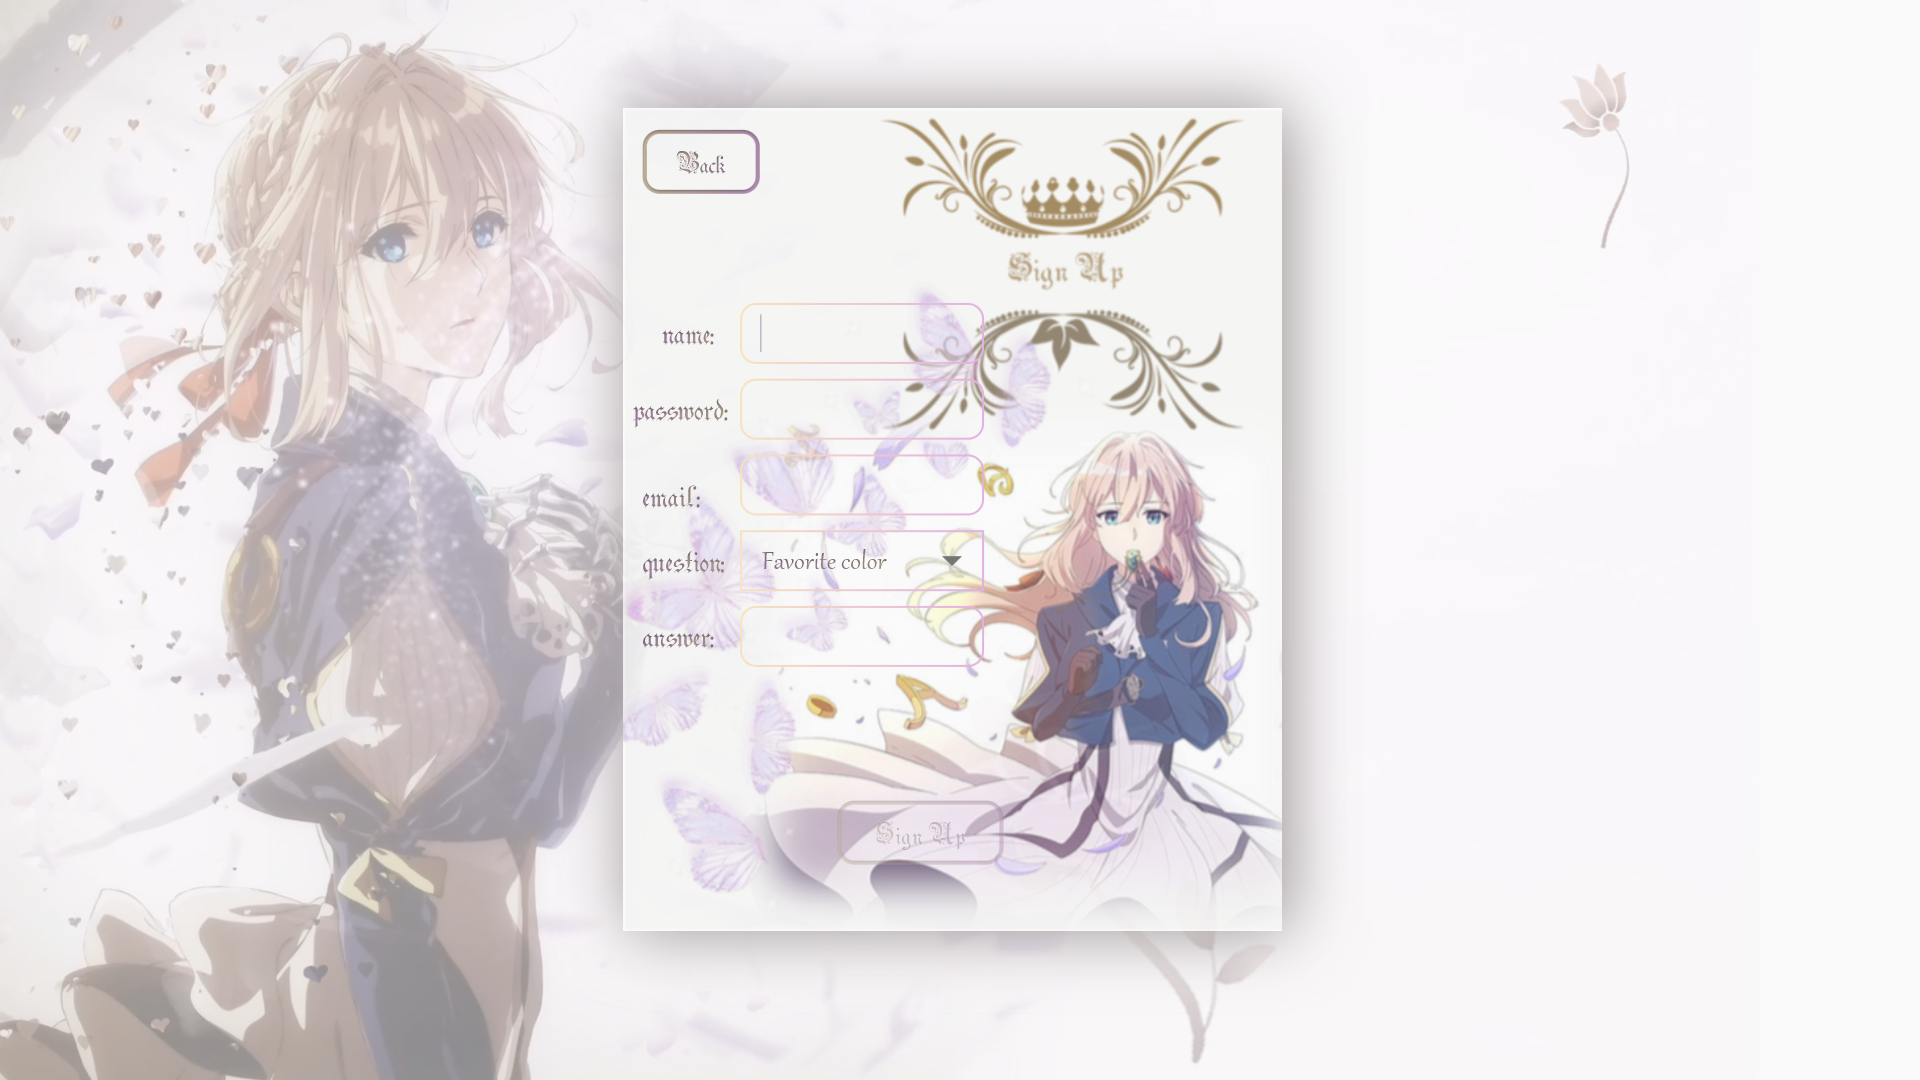 Back
Sign Up
name:
password:
email:
question: Favorite color
answer:
Sign Up